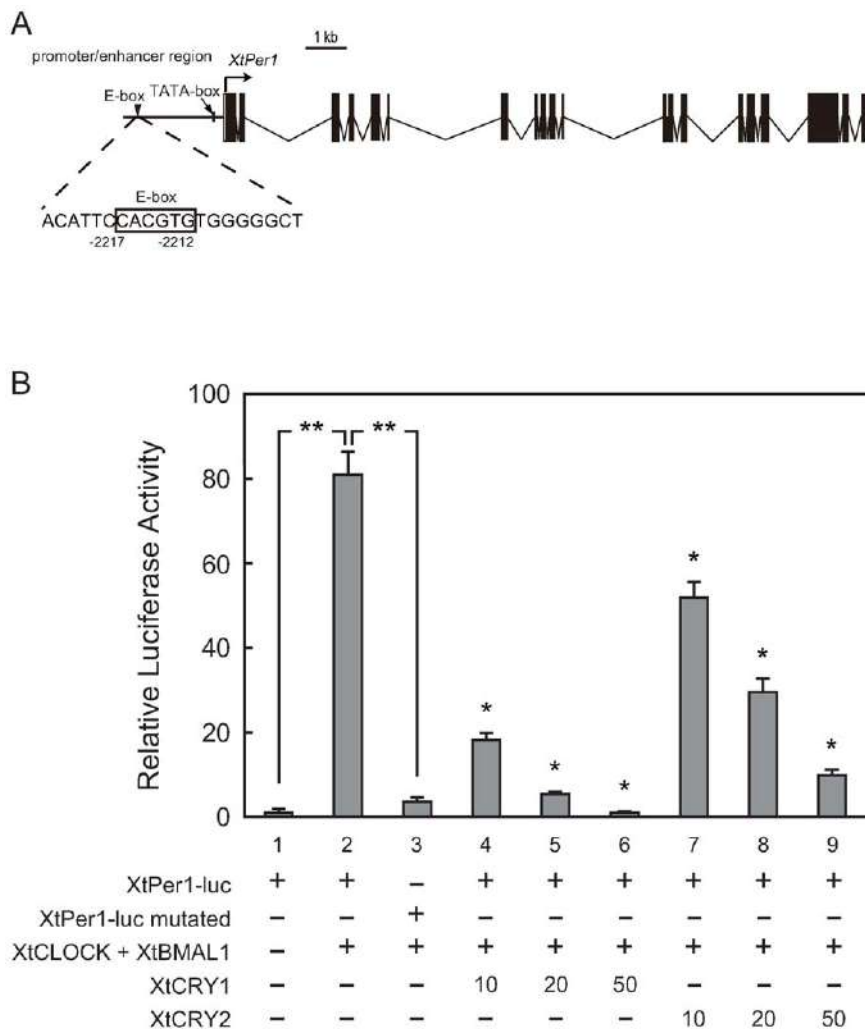 A
1 kb
promoter/enhancer region
XtPer1
E-box
TATA-box
E-box
ACATTCCACGTGTGGGGGCT
-2217
-2212
B
Relative Luciferase Activity
100
80
60
40
20
0
** **
* * * * * *
1 2 3 4 5 6 7 8 9
XtPer1-luc + + – + + + + + +
XtPer1-luc mutated – – + – – – – – –
XtCLOCK + XtBMAL1 – + + + + + + + +
XtCRY1 – – – 10 20 50 – – –
XtCRY2 – – – – – – 10 20 50